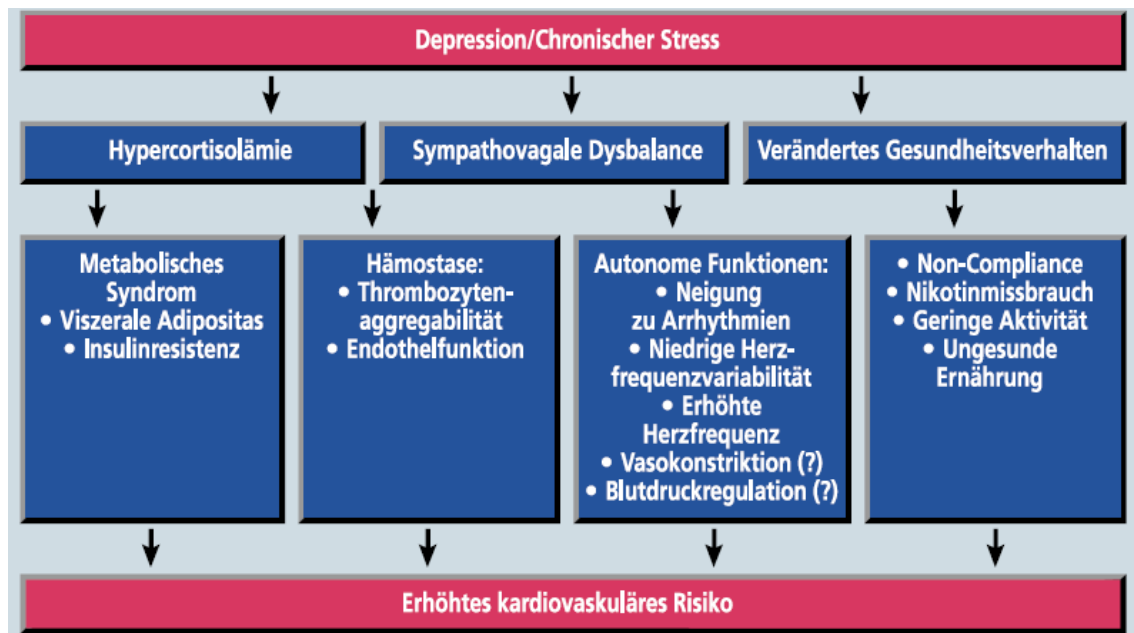 Depression/Chronischer Stress
Hypercortisolämie
Sympathovagale Dysbalance
Verändertes Gesundheitsverhalten
Metabolisches
Syndrom
• Viszerale Adipositas
• Insulinresistenz
Hämostase:
• Thrombozyten-
aggregabilität
• Endothelfunktion
Autonome Funktionen:
• Neigung
zu Arrhythmien
• Niedrige Herz-
frequenzvariabilität
• Erhöhte
Herzfrequenz
• Vasokonstriktion (?)
• Blutdruckregulation (?)
• Non-Compliance
• Nikotinmissbrauch
• Geringe Aktivität
• Ungesunde
Ernährung
Erhöhtes kardiovaskuläres Risiko